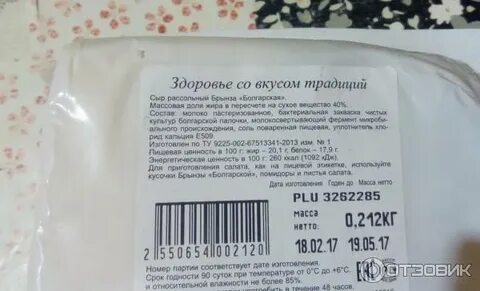 Здоровье со вкусом традиций
Сыр рассольный Брынза «Болгарская».
Массовая доля жира в пересчете на сухое вещество 40%.
Состав: молоко пастеризованное, бактериальная закваска чистых
культур болгарской палочки, молокосвертывающий фермент микроби-
ального происхождения, соль поваренная пищевая, уплотнитель хло-
рид кальция Е509.
Изготовлен по ТУ 9225-002-67513341-2013 изм № 1
Пищевая ценность в 100 г: жир – 20,1 г, белок – 17,9 г.
Энергетическая ценность в 100 г: 260 ккал (1092 кДж).
Для приготовления салата, как на лицевой этикетке, используйте
кусочки Брынзы «Болгарской», помидоры и листья салата.
Дата изготовления Годен до Масса нетто
PLU 3262285
масса
нетто: 0,212КГ
18.02.17 19.05.17
2 550654 002120
Номер партии соответствует дате изготовления.
Срок годности 90 суток при температуре от 0°С до +6°С
и относительной влажности не более 85%.
употребить в течение 48 часов.
ЕАС
ОТЗОВИК